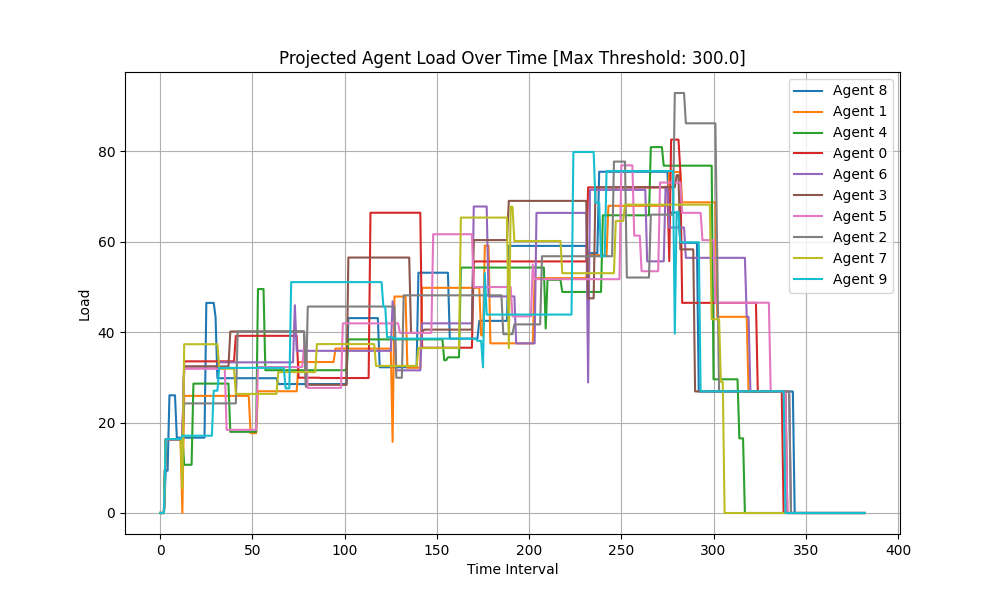 Projected Agent Load Over Time [Max Threshold: 300.0]
Load
80
60
40
20
0
0 50 100 150 200 250 300 350 400
Time Interval
Agent 8
Agent 1
Agent 4
Agent 0
Agent 6
Agent 3
Agent 5
Agent 2
Agent 7
Agent 9